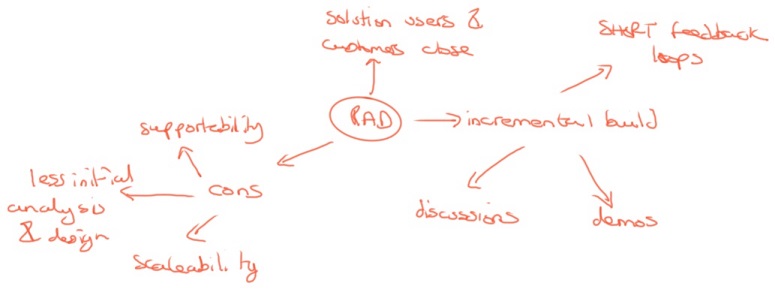 solution users &
customers close
SHORT feedback
loops
RAD
incremental build
supportability
less initial
analysis
& design
cons
discussions
demos
scaleability